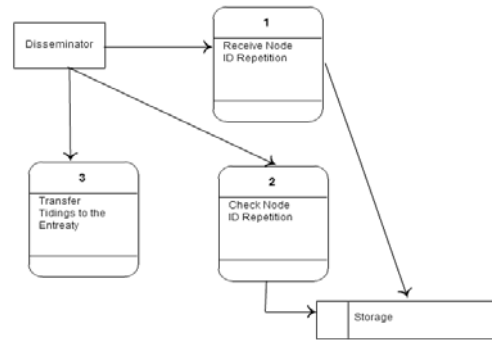 Disseminator
1
Receive Node
ID Repetition
3
Transfer
Tidings to the
Entreaty
2
Check Node
ID Repetition
Storage